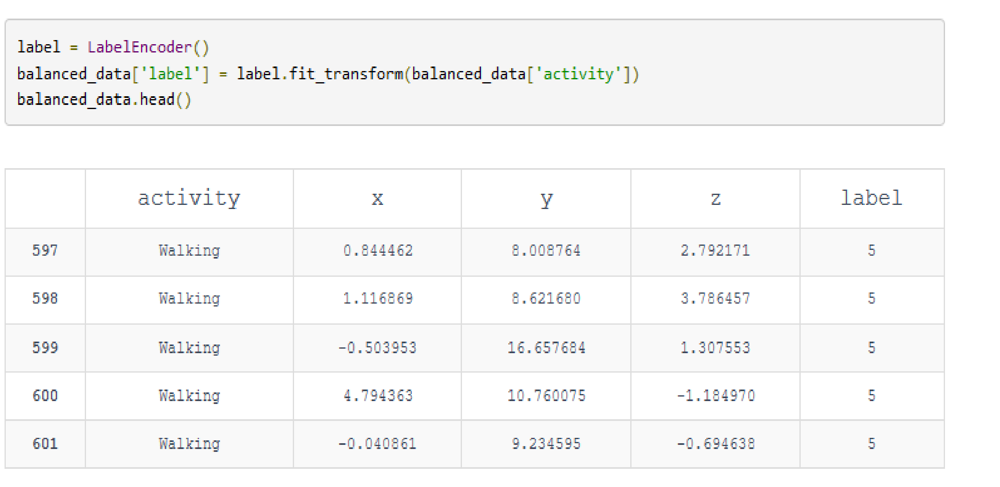 label = LabelEncoder()
balanced_data['label'] = label.fit_transform(balanced_data['activity'])
balanced_data.head()
activity x y z label
597 Walking 0.844462 8.008764 2.792171 5
598 Walking 1.116869 8.621680 3.786457 5
599 Walking -0.503953 16.657684 1.307553 5
600 Walking 4.794363 10.760075 -1.184970 5
601 Walking -0.040861 9.234595 -0.694638 5